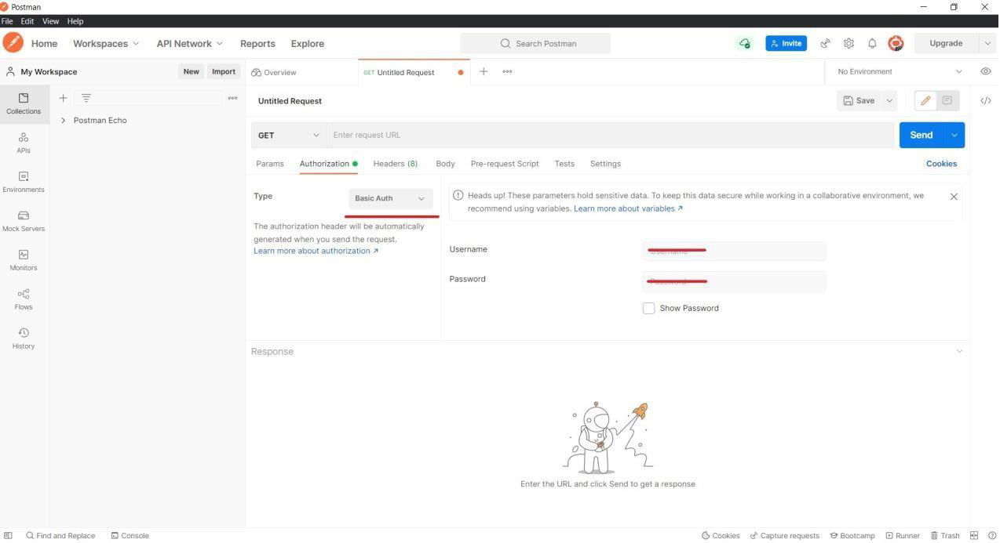 Postman
File Edit View Help
Home Workspaces API Network Reports Explore Search Postman Invite Upgrade
My Workspace New Import Overview GET Untitled Request No Environment
Collections
APIs
Environments
Mock Servers
Monitors
Flows
History
Postman Echo
Untitled Request Save
GET Enter request URL Send
Params Authorization Headers (8) Body Pre-request Script Tests Settings Cookies
Type Basic Auth
The authorization header will be automatically
generated when you send the request.
Learn more about authorization
Heads up! These parameters hold sensitive data. To keep this data secure while working in a collaborative environment, we
recommend using variables. Learn more about variables
Username Username
Password Password
Show Password
Response
Enter the URL and click Send to get a response
Find and Replace Console Cookies Capture requests Bootcamp Runner Trash